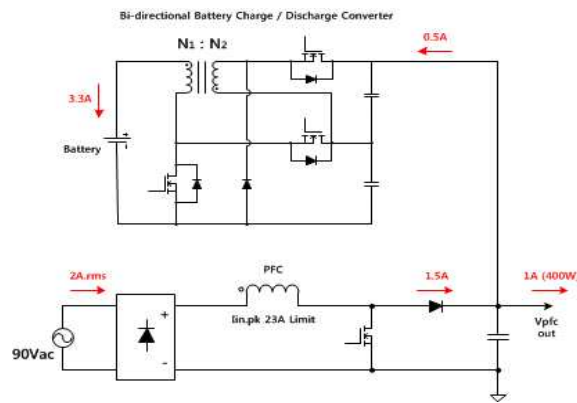 Bi-directional Battery Charge / Discharge Converter
N1 : N2
0.5A
3.3A
Battery
+
-
2A.rms
PFC
1.5A
1A (400W)
Iin.pk 23A Limit
+
-
90Vac
Vpfc
out